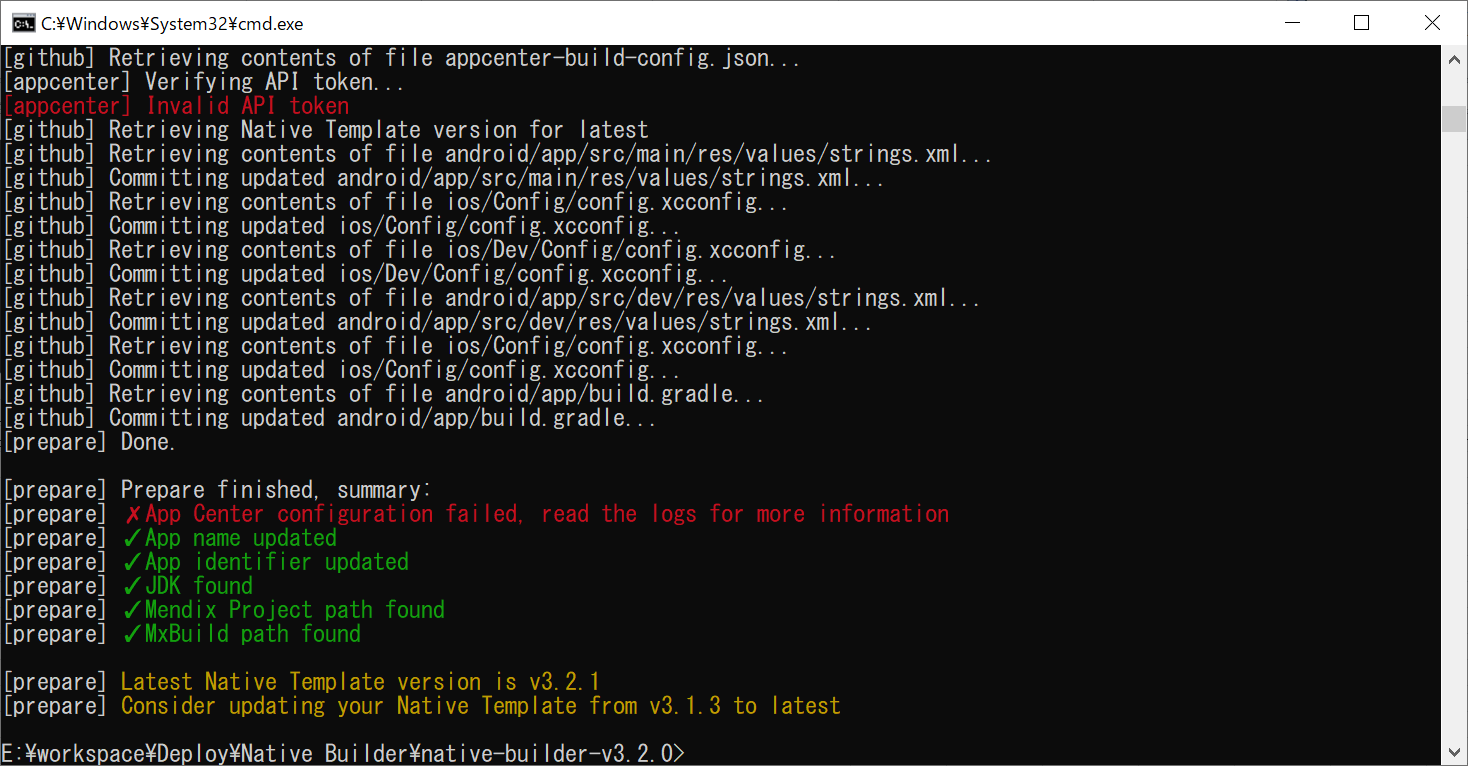 C:¥Windows¥System32¥cmd.exe
[github] Retrieving contents of file appcenter-build-config.json...
[appcenter] Verifying API token...
[appcenter] Invalid API token
[github] Retrieving Native Template version for latest
[github] Retrieving contents of file android/app/src/main/res/values/strings.xml...
[github] Committing updated android/app/src/main/res/values/strings.xml...
[github] Retrieving contents of file ios/Config/config.xcconfig...
[github] Committing updated ios/Config/config.xcconfig...
[github] Retrieving contents of file ios/Dev/Config/config.xcconfig...
[github] Committing updated ios/Dev/Config/config.xcconfig...
[github] Retrieving contents of file android/app/src/dev/res/values/strings.xml...
[github] Committing updated android/app/src/dev/res/values/strings.xml...
[github] Retrieving contents of file ios/Config/config.xcconfig...
[github] Committing updated ios/Config/config.xcconfig...
[github] Retrieving contents of file android/app/build.gradle...
[github] Committing updated android/app/build.gradle...
[prepare] Done.
[prepare] Prepare finished, summary:
[prepare] ✗App Center configuration failed, read the logs for more information
[prepare] ✓App name updated
[prepare] ✓App identifier updated
[prepare] ✓JDK found
[prepare] ✓Mendix Project path found
[prepare] ✓MxBuild path found
[prepare] Latest Native Template version is v3.2.1
[prepare] Consider updating your Native Template from v3.1.3 to latest
E:¥workspace¥Deploy¥Native Builder¥native-builder-v3.2.0>